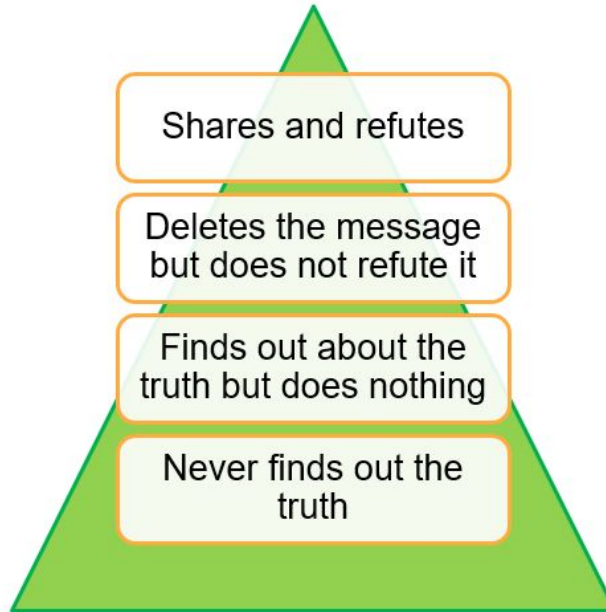 Shares and refutes
Deletes the message
but does not refute it
Finds out about the
truth but does nothing
Never finds out the
truth